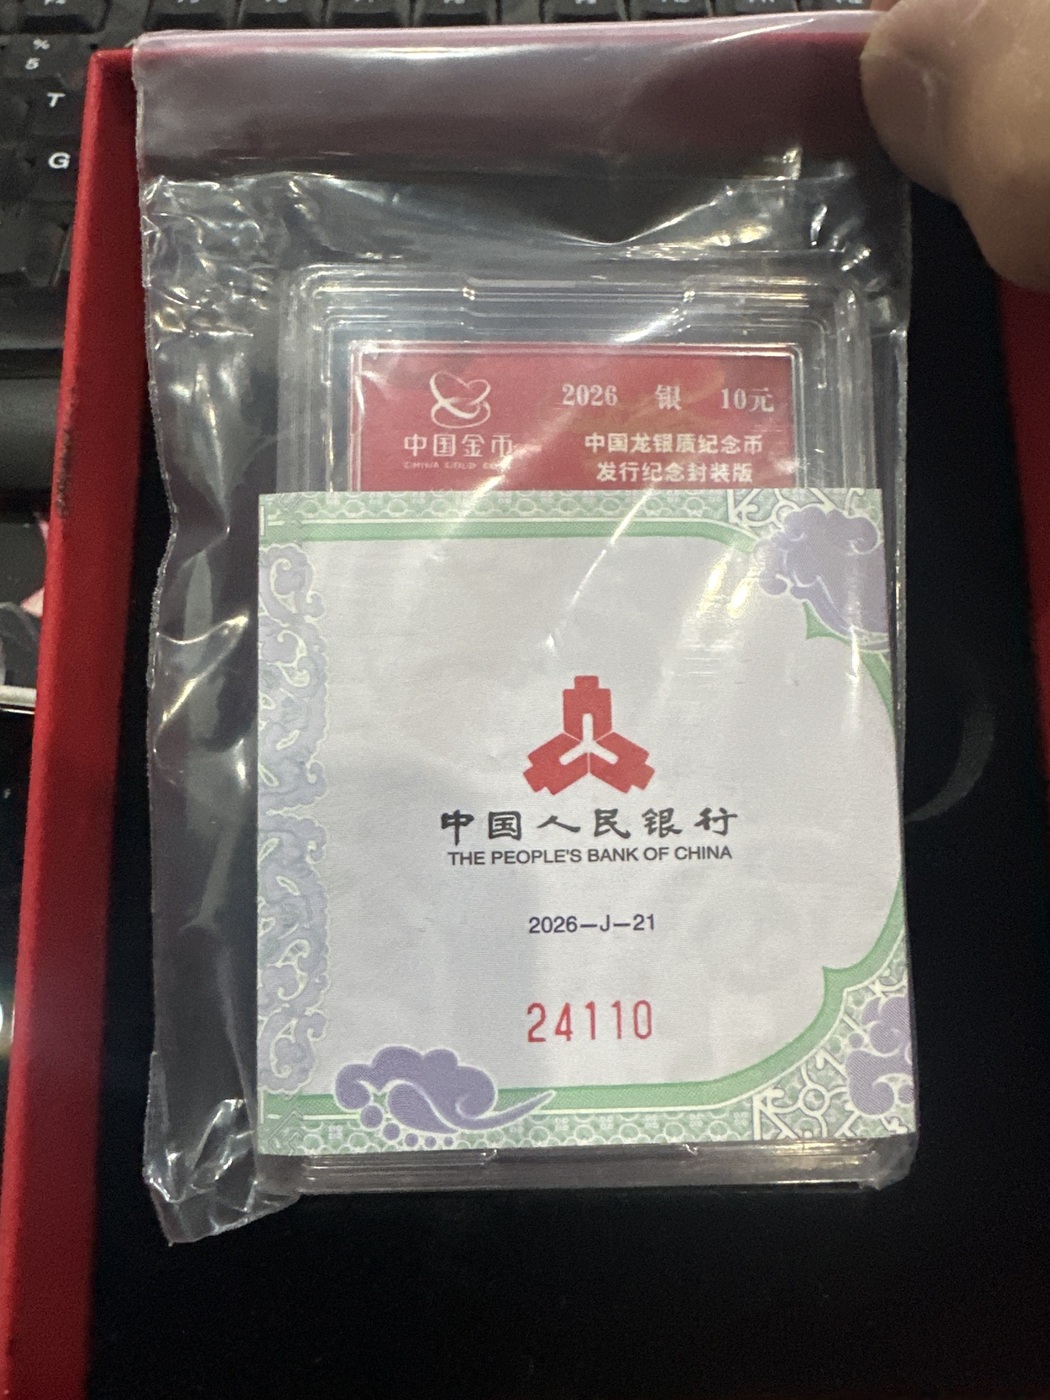 %
5
T
G
2026 银 10元
中国金币
中国龙银质纪念币
发行纪念封装版
中国人民银行
THE PEOPLE'S BANK OF CHINA
2026—J—21
24110